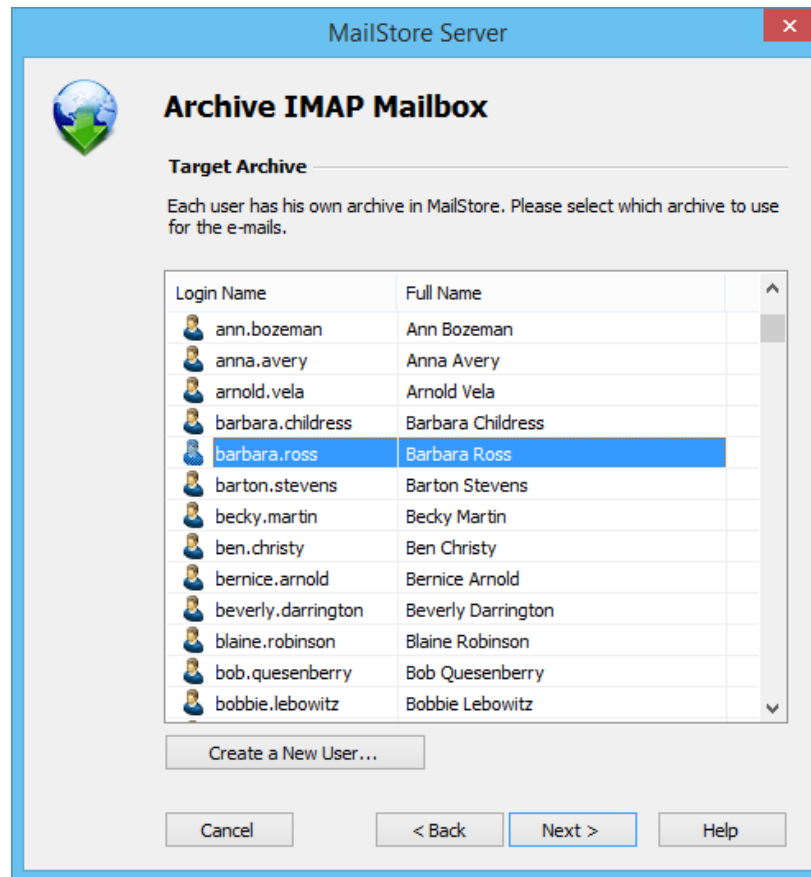 MailStore Server
Archive IMAP Mailbox
Target Archive
Each user has his own archive in MailStore. Please select which archive to use
for the e-mails.
Login Name Full Name
ann.bozeman Ann Bozeman
anna.avery Anna Avery
arnold.vela Arnold Vela
barbara.childress Barbara Childress
barbara.ross Barbara Ross
barton.stevens Barton Stevens
becky.martin Becky Martin
ben.christy Ben Christy
bernice.arnold Bernice Arnold
beverly.darrington Beverly Darrington
blaine.robinson Blaine Robinson
bob.quesenberry Bob Quesenberry
bobbie.lebowitz Bobbie Lebowitz
Create a New User...
Cancel < Back Next > Help